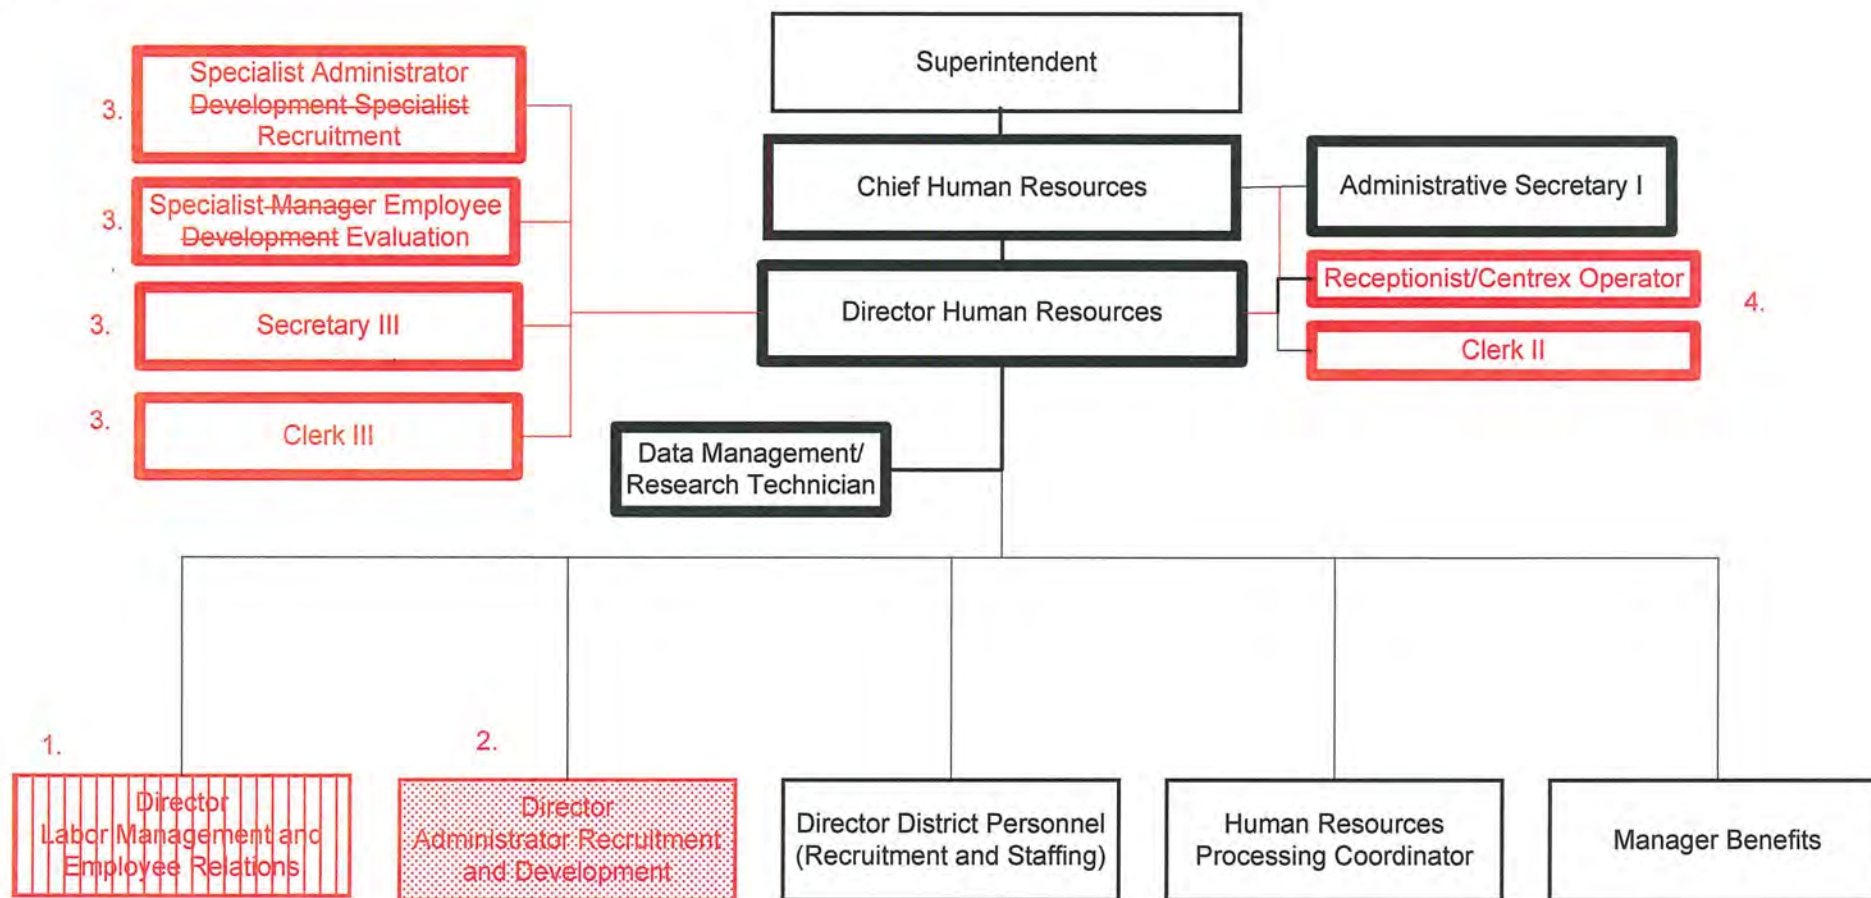 Superintendent
3.
Specialist Administrator
Development Specialist
Recruitment
Chief Human Resources
Administrative Secretary I
3.
Specialist Manager Employee
Development Evaluation
Director Human Resources
Receptionist/Centrex Operator
4.
Clerk II
3.
Secretary III
3.
Clerk III
Data Management/
Research Technician
1.
Director
Labor Management and
Employee Relations
2.
Director
Administrator Recruitment
and Development
Director District Personnel
(Recruitment and Staffing)
Human Resources
Processing Coordinator
Manager Benefits